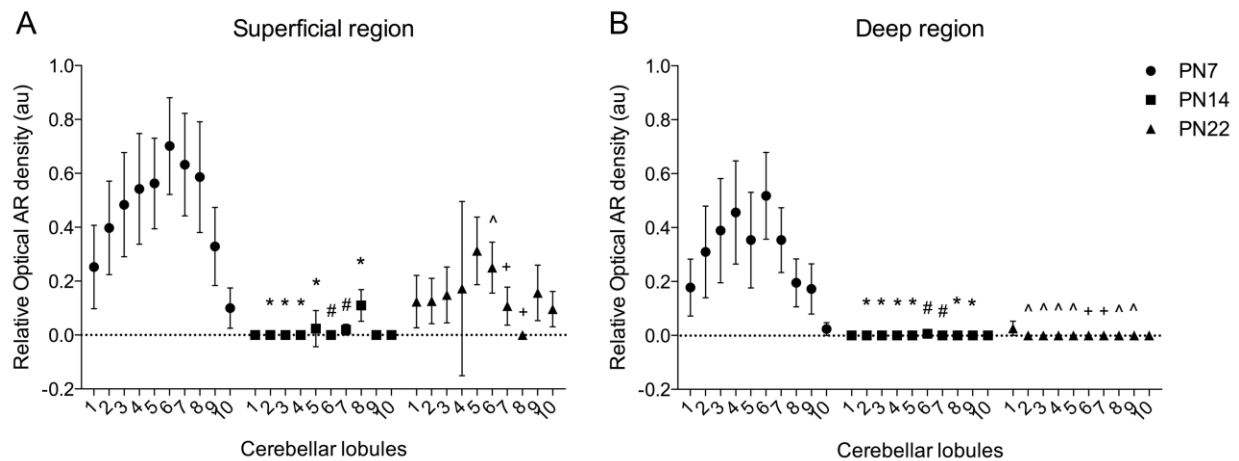 A
Superficial region
Relative Optical AR density (au)
1.0
0.8
0.6
0.4
0.2
0.0
-0.2
* * * * # # *
^ + +
1 2 3 4 5 6 7 8 9 10 1 2 3 4 5 6 7 8 9 10 1 2 3 4 5 6 7 8 9 10
Cerebellar lobules
B
Deep region
Relative Optical AR density (au)
1.0
0.8
0.6
0.4
0.2
0.0
-0.2
* * * * # # * *
^ ^ ^ ^ + + ^ ^
1 2 3 4 5 6 7 8 9 10 1 2 3 4 5 6 7 8 9 10 1 2 3 4 5 6 7 8 9 10
Cerebellar lobules
PN7
PN14
PN22